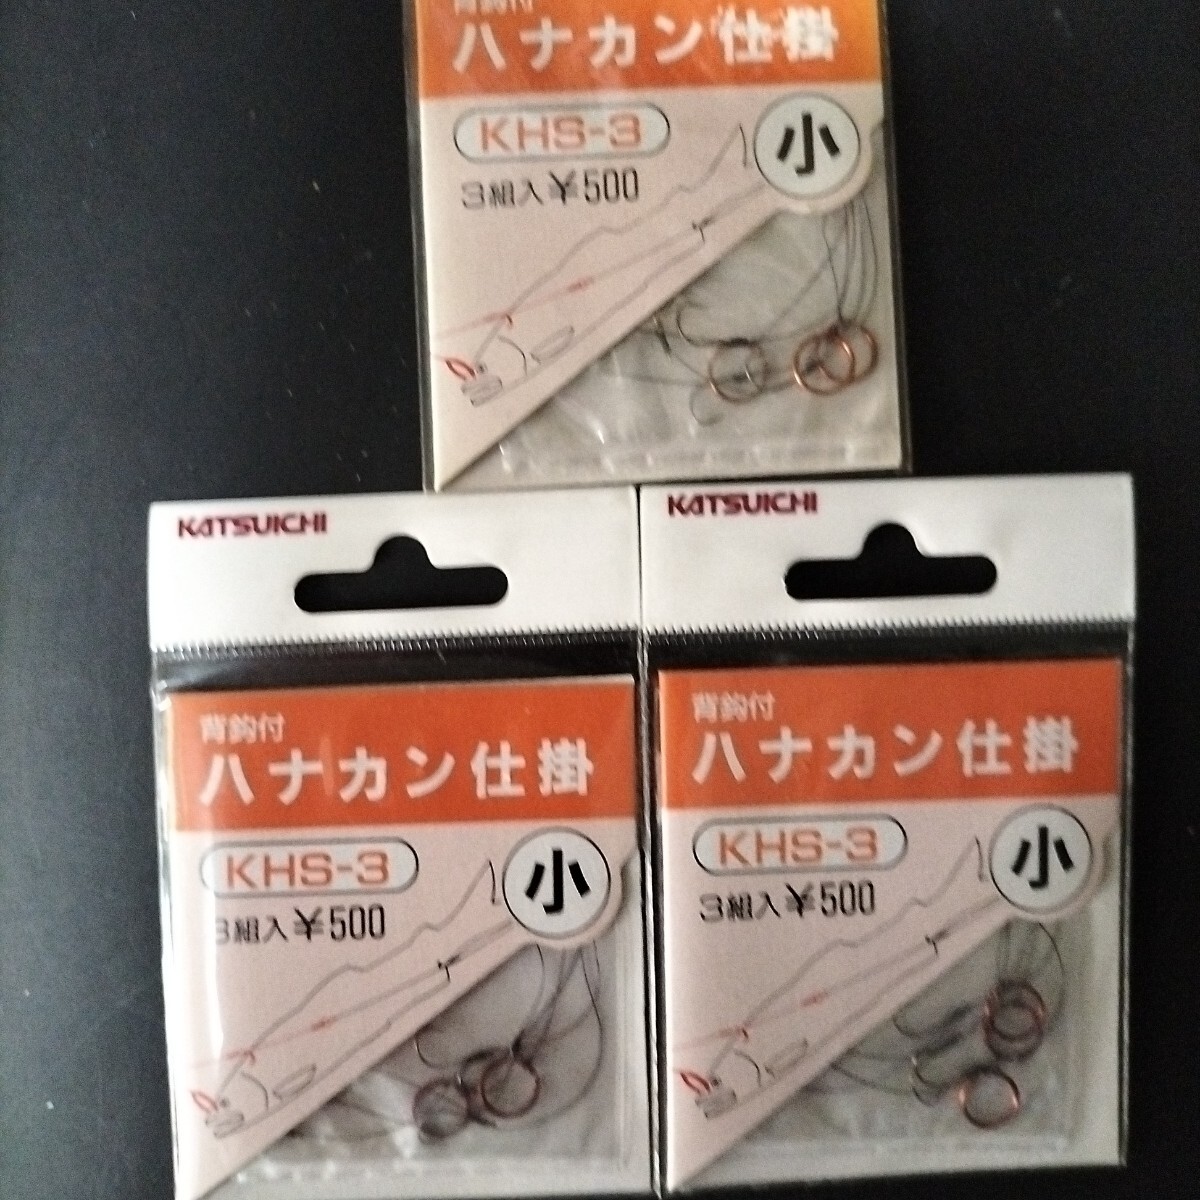 背鈎付
ハナカン仕掛
KHS-3
小
3組入¥500
KATSUICHI
背鈎付
ハナカン仕掛
KHS-3
小
3組入¥500
KATSUICHI
背鈎付
ハナカン仕掛
KHS-3
小
3組入¥500